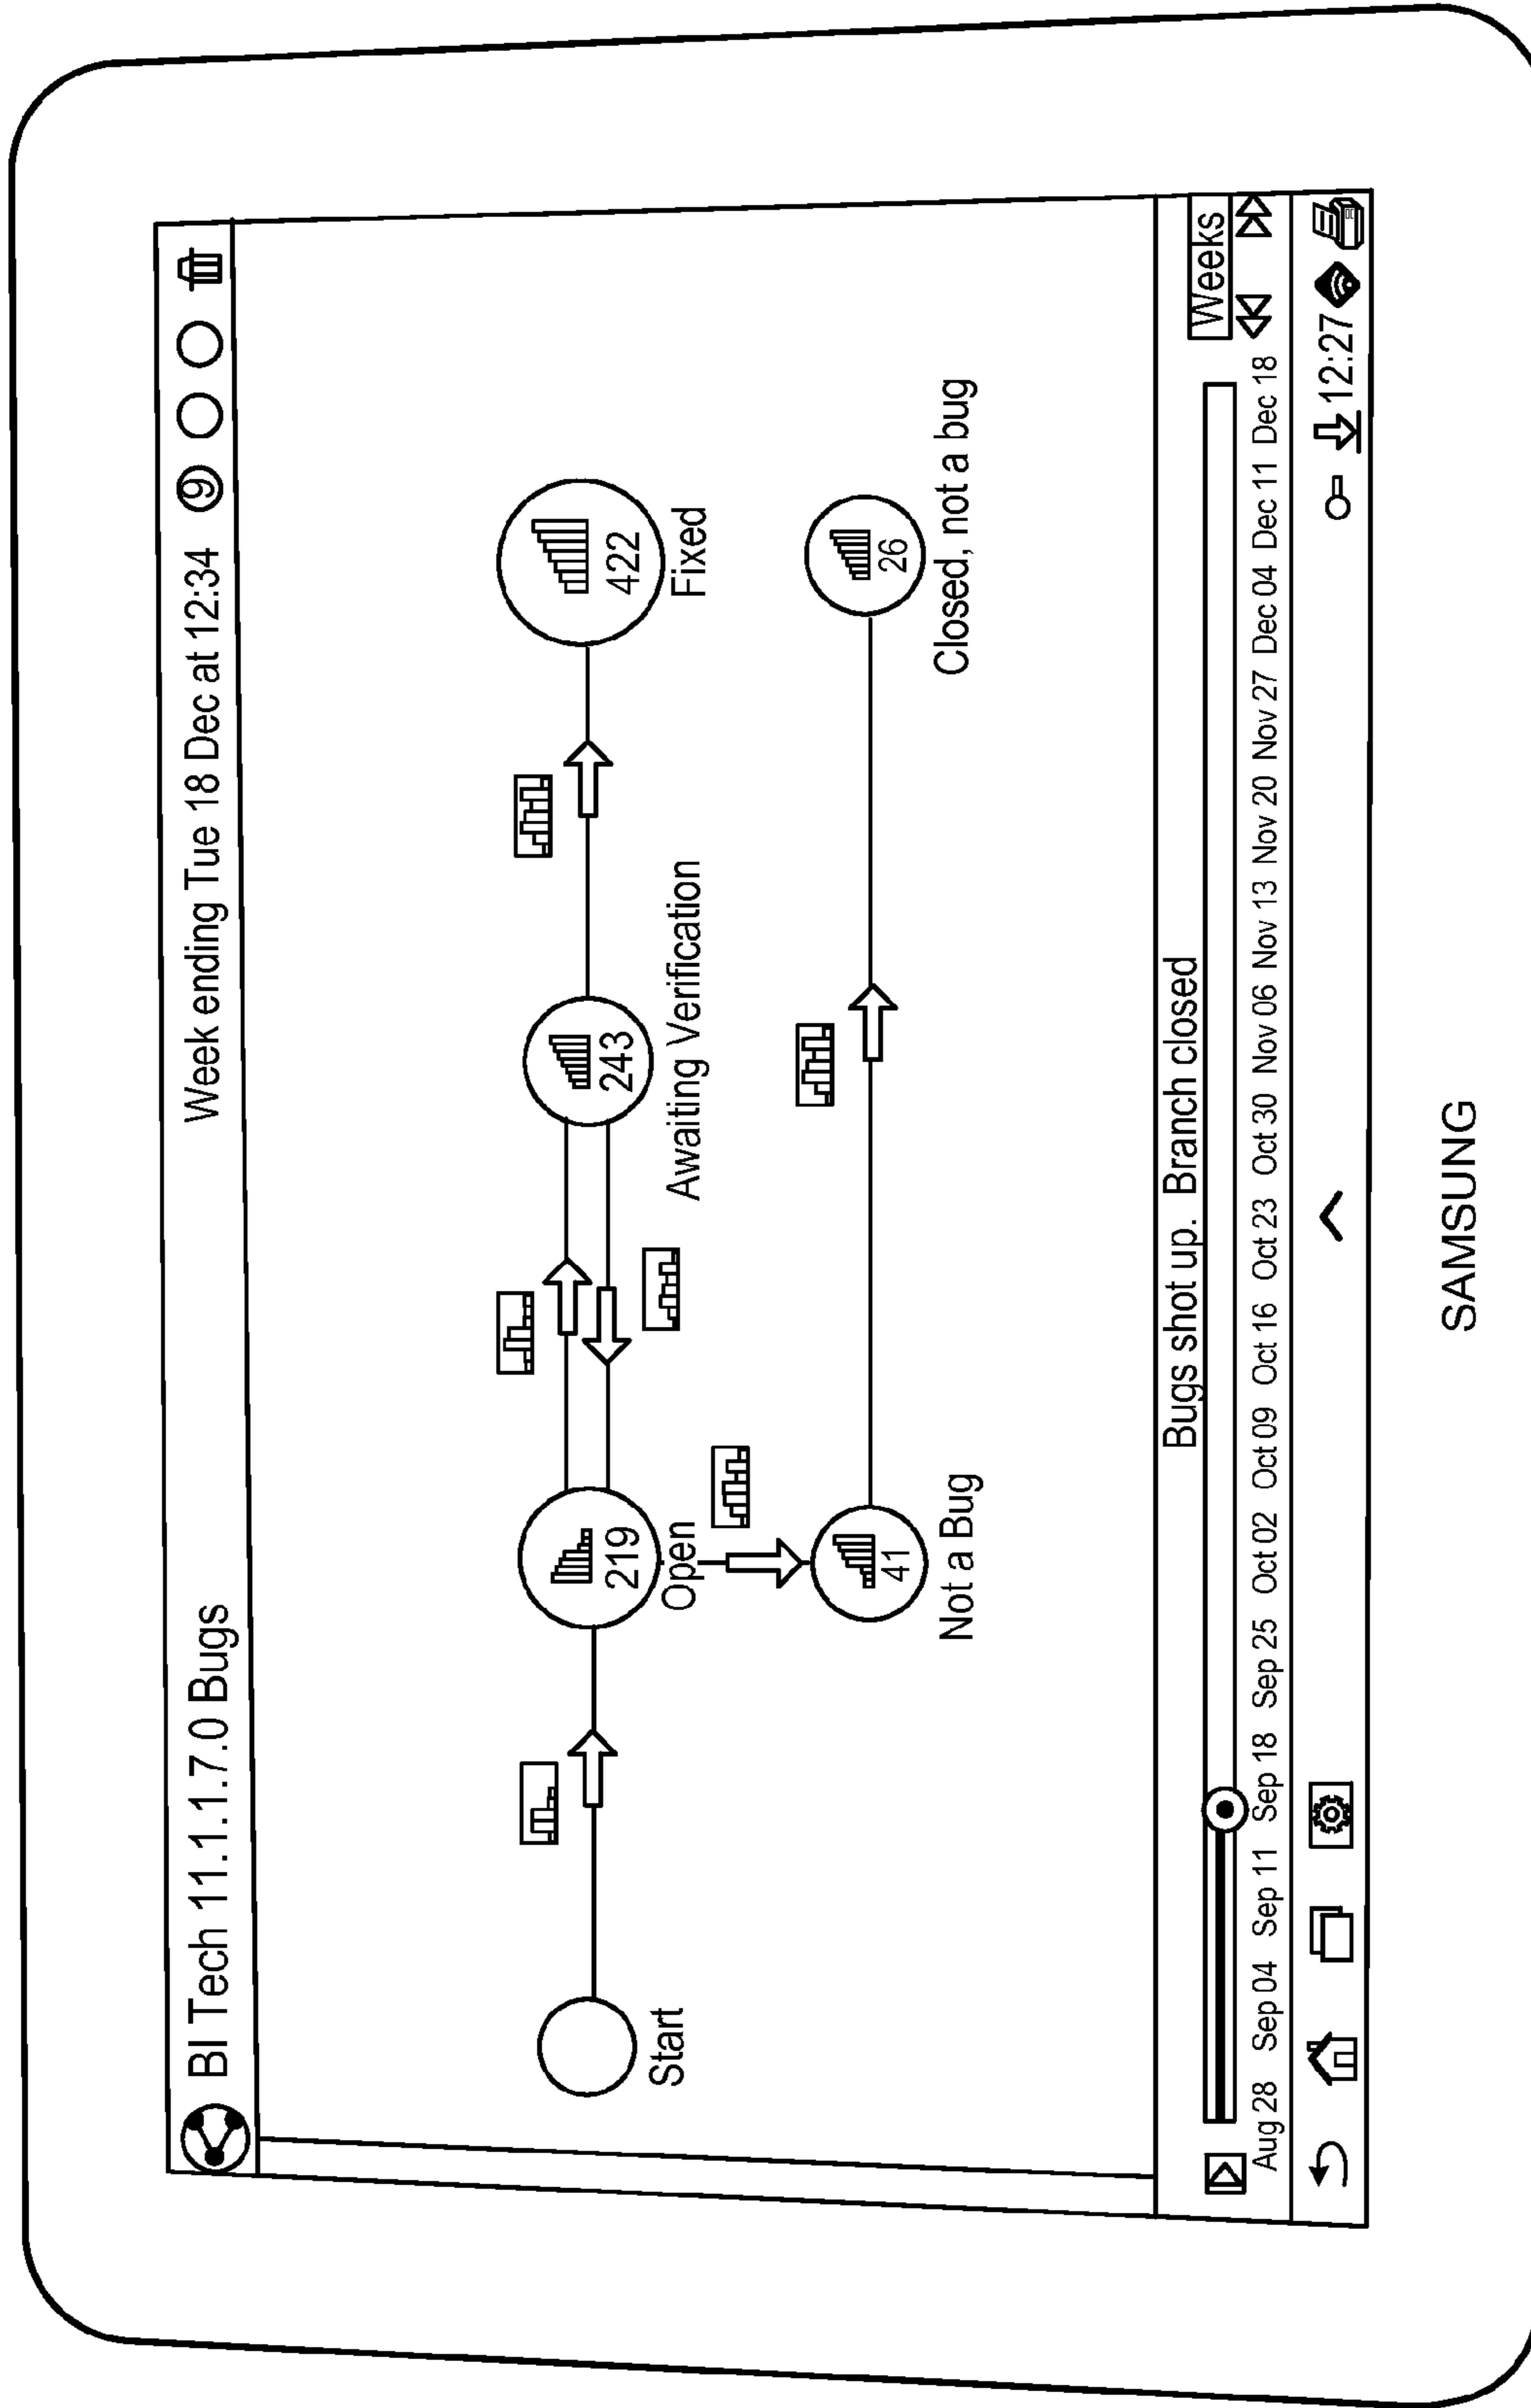 BI Tech 11.1.1.7.0 Bugs
Week ending Tue 18 Dec at 12:34
9
Start
219
Open
243
Awaiting Verification
422
Fixed
41
Not a Bug
26
Closed, not a bug
Bugs shot up. Branch closed
Weeks
Aug 28 Sep 04 Sep 11 Sep 18 Sep 25 Oct 02 Oct 09 Oct 16 Oct 23 Oct 30 Nov 06 Nov 13 Nov 20 Nov 27 Dec 04 Dec 11 Dec 18
12:27
SAMSUNG